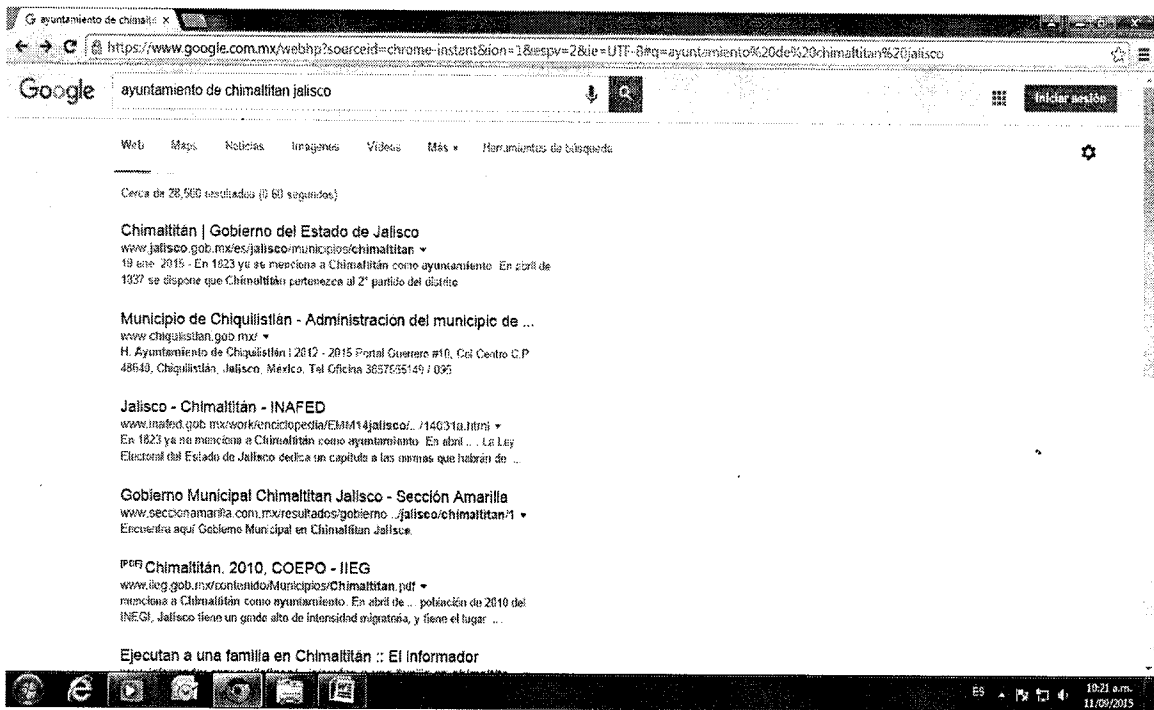 G ayuntamiento de chimalti ×
https://www.google.com.mx/webhp?sourceid=chrome-instant&ion=1&espv=2&ie=UTF-8#q=ayuntamiento%20de%20chimaltitan%20jalisco
Google
ayuntamiento de chimaltitan jalisco
Iniciar sesión
Web Maps Noticias Imágenes Videos Más Herramientas de búsqueda
Cerca de 28,500 resultados (0.60 segundos)
Chimaltitán | Gobierno del Estado de Jalisco
www.jalisco.gob.mx/es/jalisco/municipios/chimaltitan
19 ene. 2015 - En 1823 ya se menciona a Chimaltitán como ayuntamiento. En abril de
1837 se dispone que Chimaltitán pertenezca al 2° partido del distrito
Municipio de Chiquilistlán - Administración del municipio de ...
www.chiquilistlan.gob.mx/
H. Ayuntamiento de Chiquilistlán | 2012 - 2015 Portal Guerrero #10, Col Centro C.P
48640, Chiquilistlán, Jalisco, México. Tel Oficina
Jalisco - Chimaltitán - INAFED
www.inafed.gob.mx/work/enciclopedia/EMM14jalisco/.../14031a.html
En 1823 ya se menciona a Chimaltitán como ayuntamiento. En abril ... La Ley
Electoral del Estado de Jalisco dedica un capítulo a las normas que habrán de ...
Gobierno Municipal Chimaltitan Jalisco - Sección Amarilla
www.seccionamarilla.com.mx/resultados/gobierno.../jalisco/chimaltitan/1
Encuentra aquí Gobierno Municipal en Chimaltitan Jalisco.
[PDF] Chimaltitán. 2010, COEPO - IIEG
www.iieg.gob.mx/contenido/Municipios/Chimaltitan.pdf
menciona a Chimaltitán como ayuntamiento. En abril de ... población de 2010 del
INEGI, Jalisco tiene un grado alto de intensidad migratoria, y tiene el lugar ...
Ejecutan a una familia en Chimaltitán :: El Informador
ES
10:21 a.m.
11/09/2015